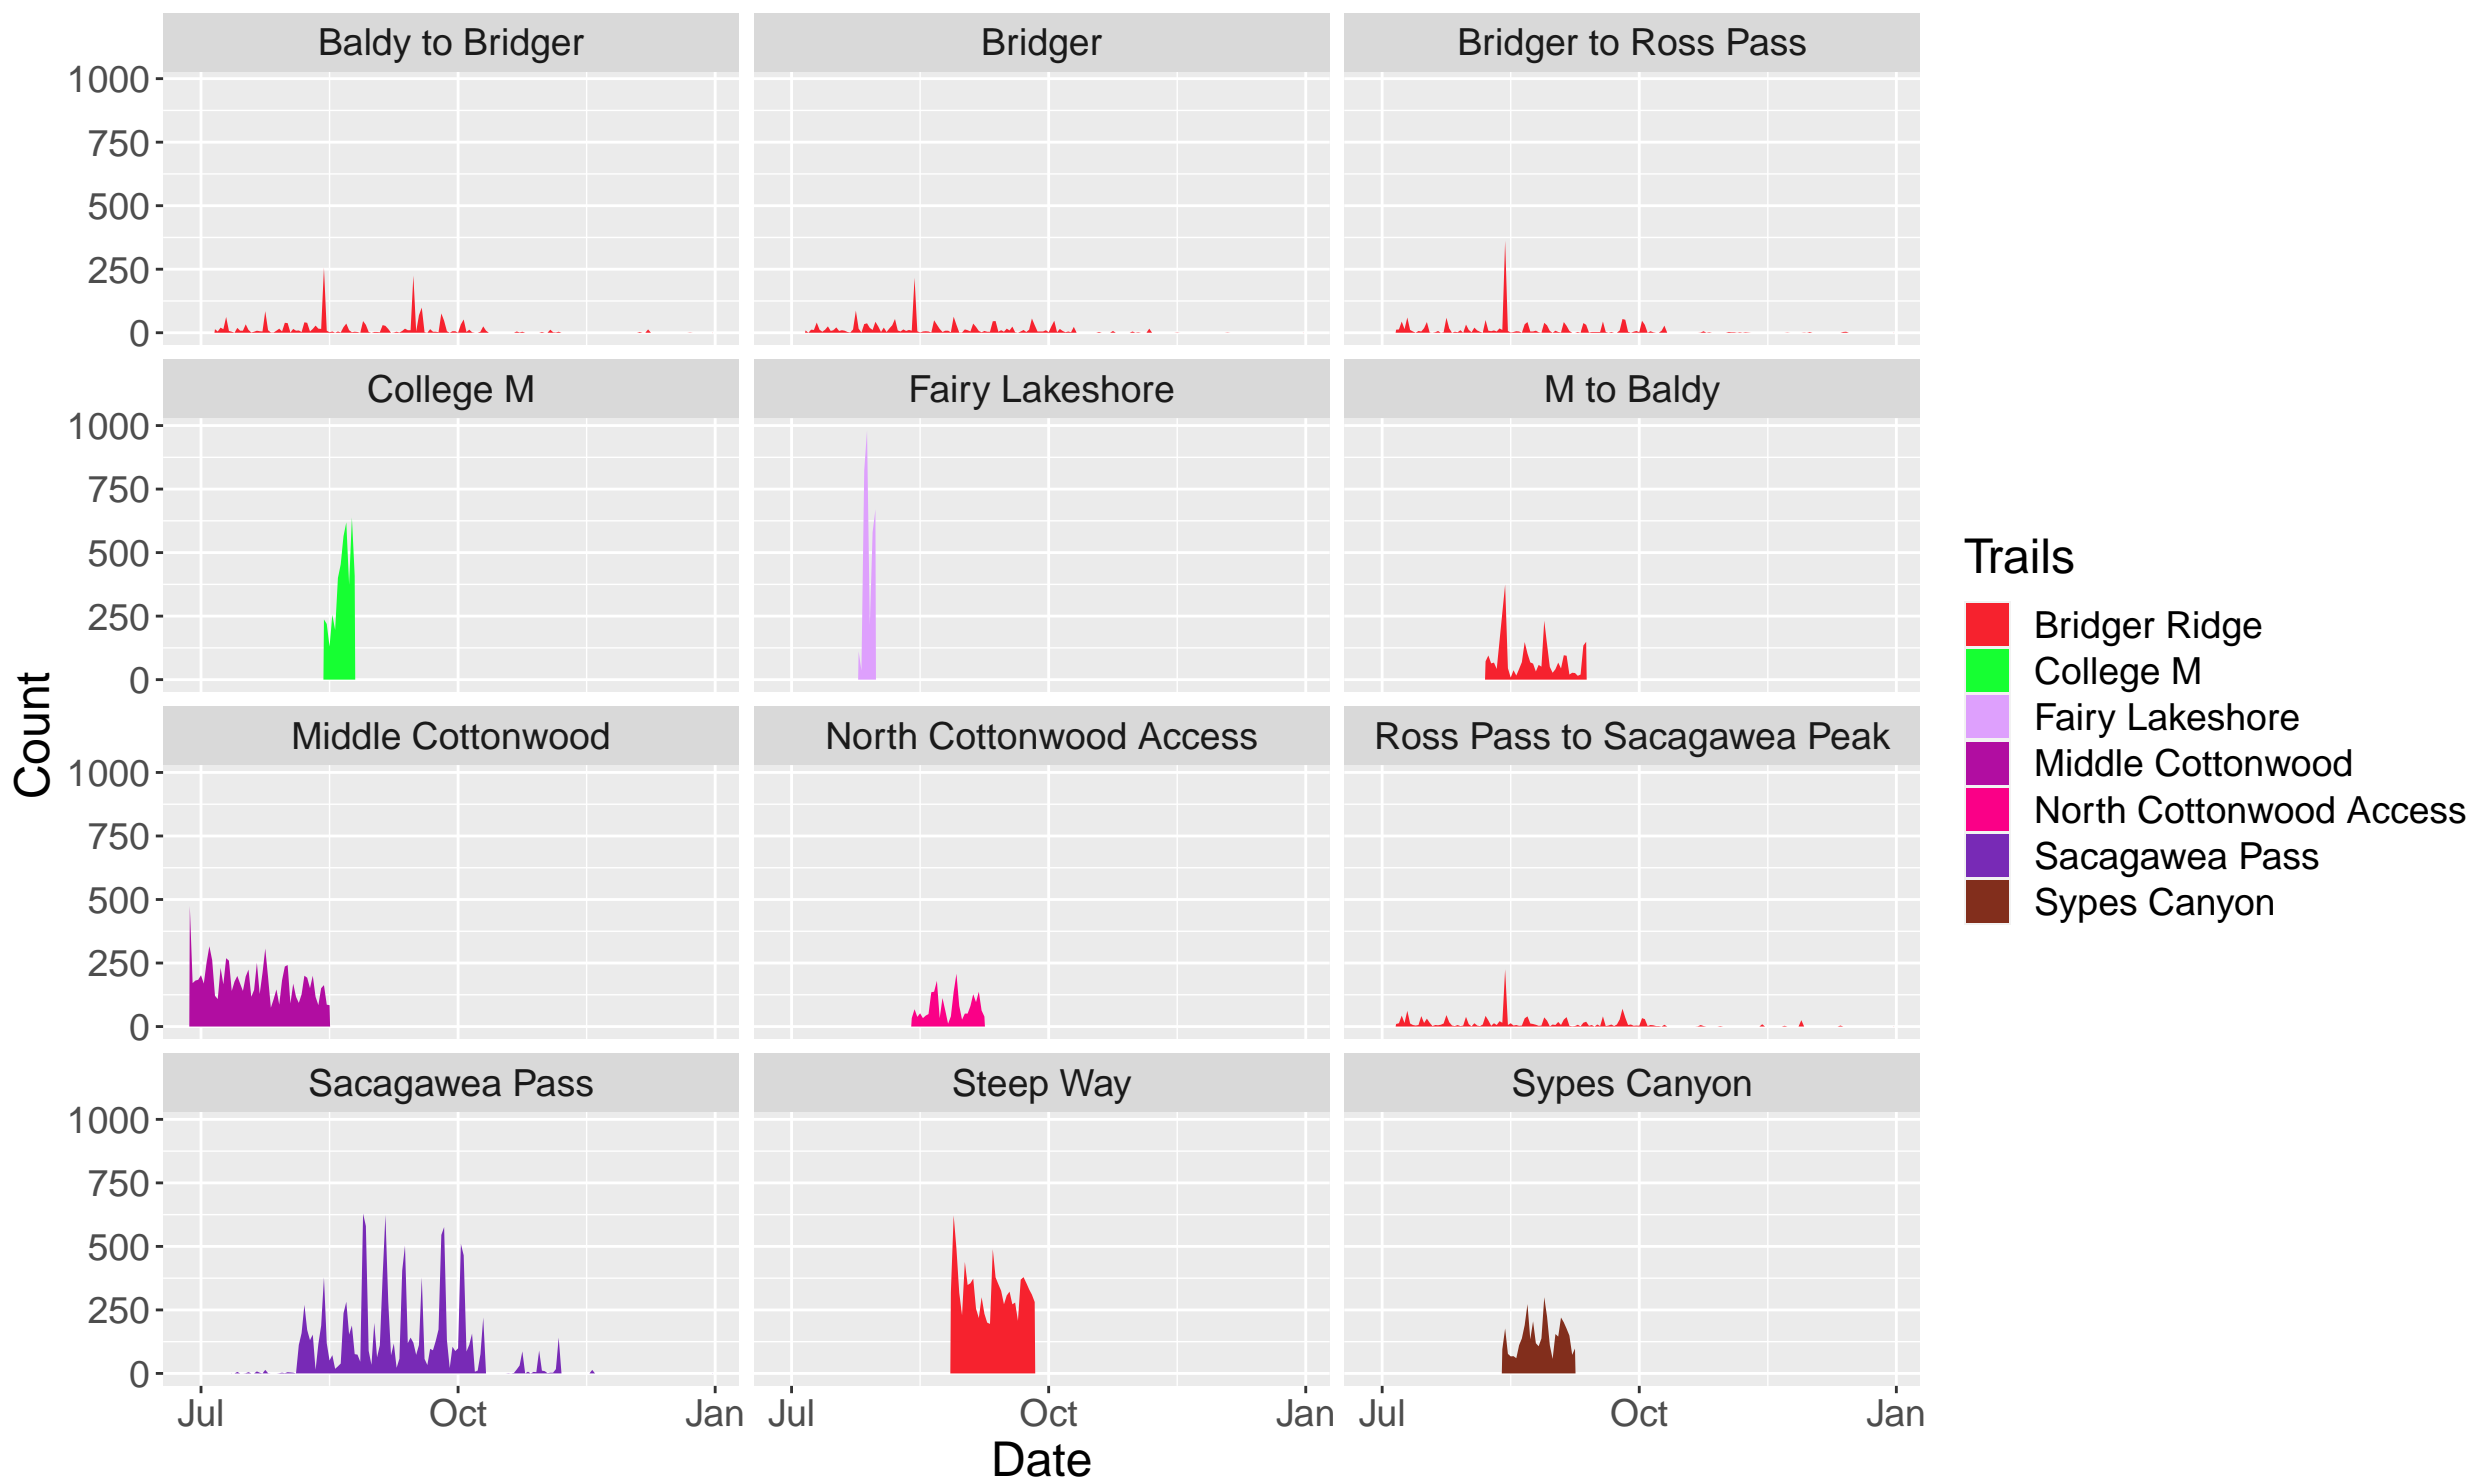 Baldy to Bridger
Bridger
Bridger to Ross Pass
1000
750
500
250
0
College M
Fairy Lakeshore
M to Baldy
1000
750
500
250
0
Middle Cottonwood
North Cottonwood Access
Ross Pass to Sacagawea Peak
1000
750
500
250
0
Sacagawea Pass
Steep Way
Sypes Canyon
1000
750
500
250
0
Jul Oct Jan
Jul Oct Jan
Jul Oct Jan
Date
Count
Trails
Bridger Ridge
College M
Fairy Lakeshore
Middle Cottonwood
North Cottonwood Access
Sacagawea Pass
Sypes Canyon